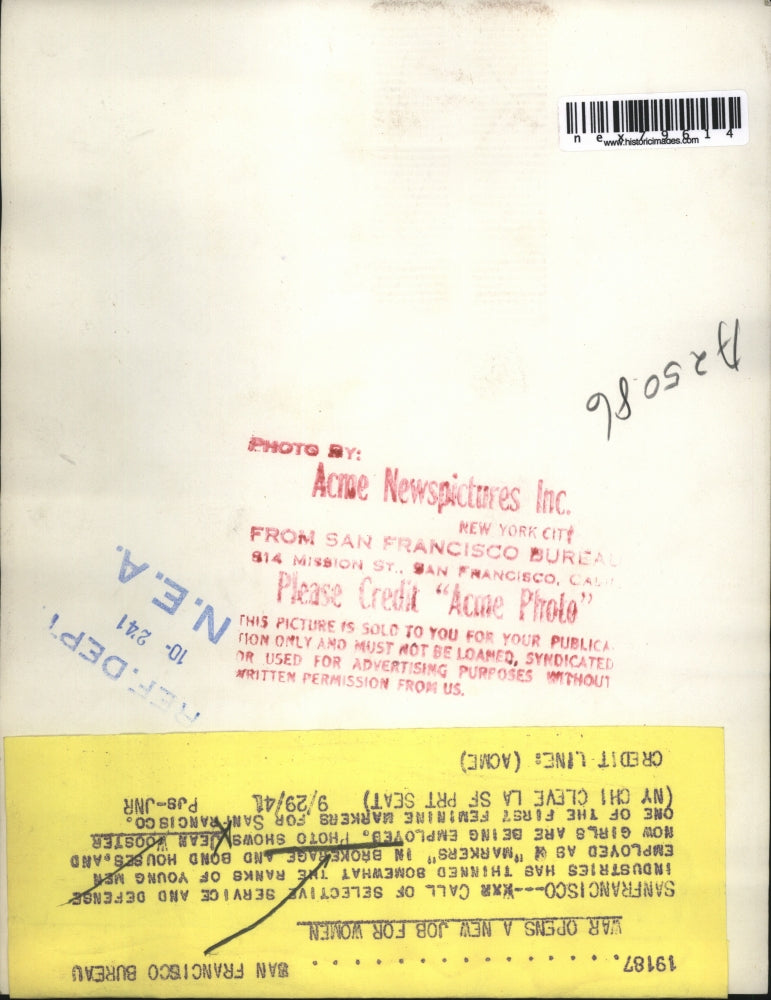 nex79614
www.historicimages.com
A25086
PHOTO BY:
Acme Newspictures Inc.
NEW YORK CITY
FROM SAN FRANCISCO BUREAU
814 MISSION ST., SAN FRANCISCO, CALIF.
Please Credit "Acme Photo"
THIS PICTURE IS SOLD TO YOU FOR YOUR PUBLICA-
TION ONLY AND MUST NOT BE LOANED, SYNDICATED
OR USED FOR ADVERTISING PURPOSES WITHOUT
WRITTEN PERMISSION FROM US.
N.E.A.
10- 2 41
REF. DEPT.
19187. . . . . . . . . . . . . . . . . SAN FRANCISCO BUREAU
WAR OPENS A NEW JOB FOR WOMEN
SANFRANCISCO---XXR CALL OF SELECTIVE SERVICE AND DEFENSE
INDUSTRIES HAS THINNED SOMEWHAT THE RANKS OF YOUNG MEN
EMPLOYED AS "MARKERS" IN BROKERAGE AND BOND HOUSES, AND
NOW GIRLS ARE BEING EMPLOYED. PHOTO SHOWS JEAN WOOSTER
ONE OF THE FIRST FEMININE MARKERS FOR SAN FRANCISCO.
(NY CHI CLEVE LA SF PRT SEAT) 9/29/41 PJS-JNR
CREDIT LINE: (ACME)